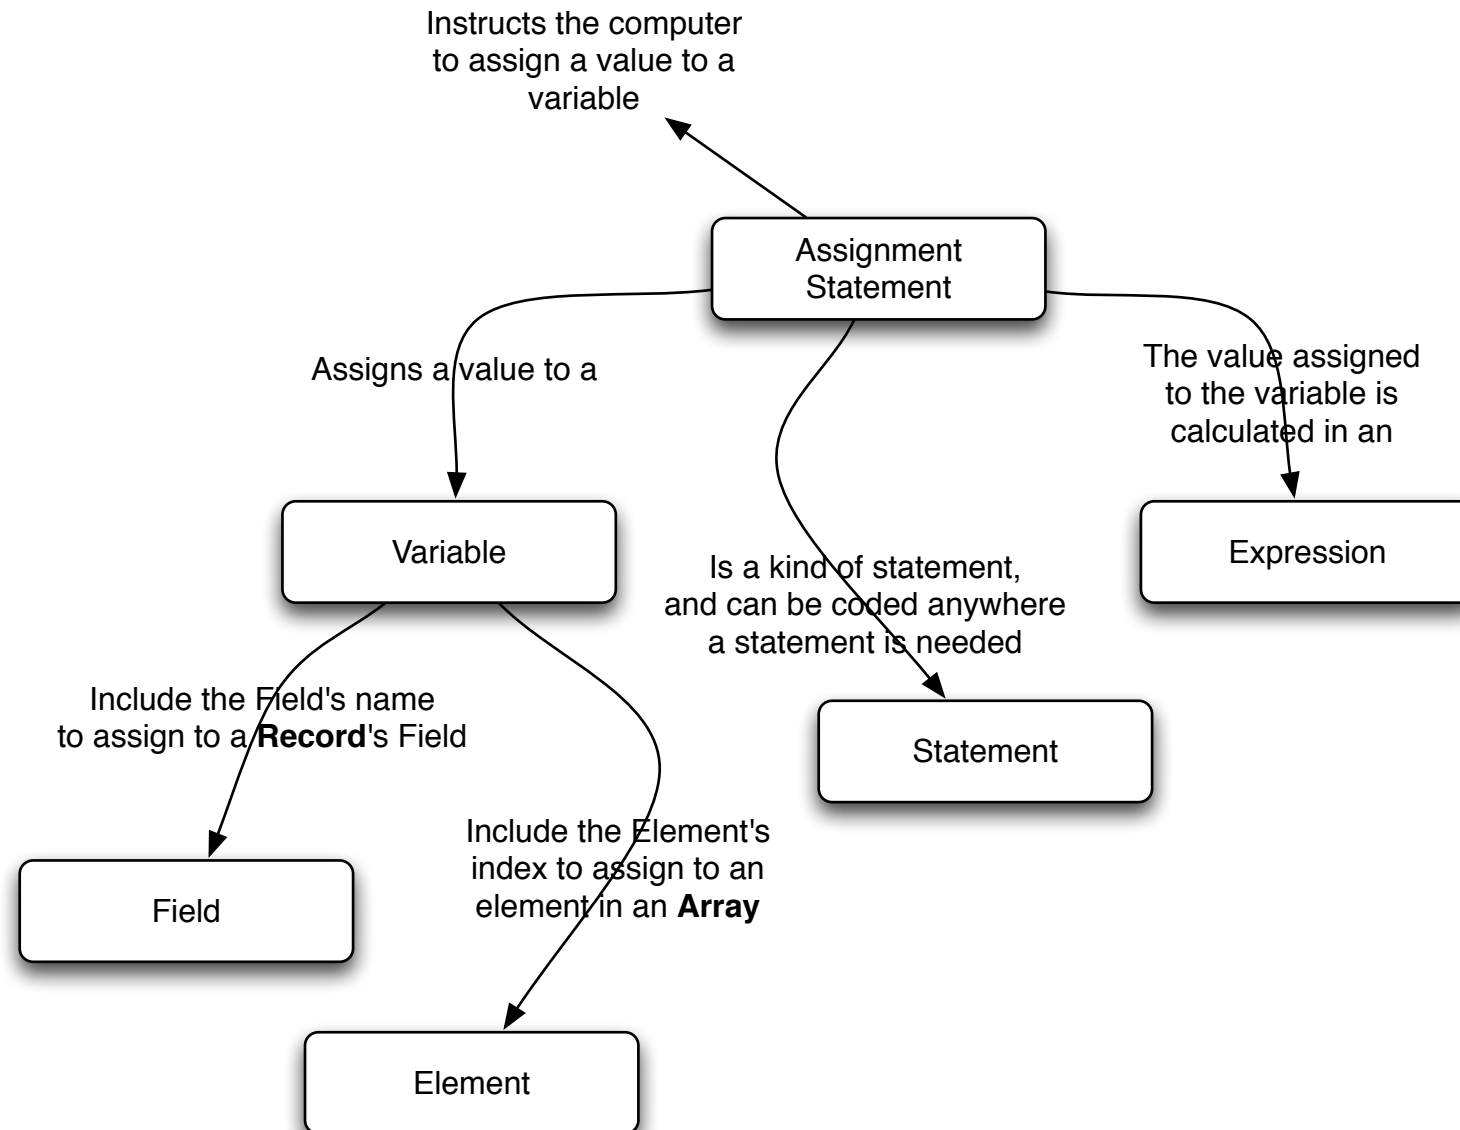 Instructs the computer
to assign a value to a
variable
Assignment
Statement
Assigns a value to a
The value assigned
to the variable is
calculated in an
Variable
Is a kind of statement,
and can be coded anywhere
a statement is needed
Expression
Include the Field's name
to assign to a Record's Field
Statement
Include the Element's
index to assign to an
element in an Array
Field
Element